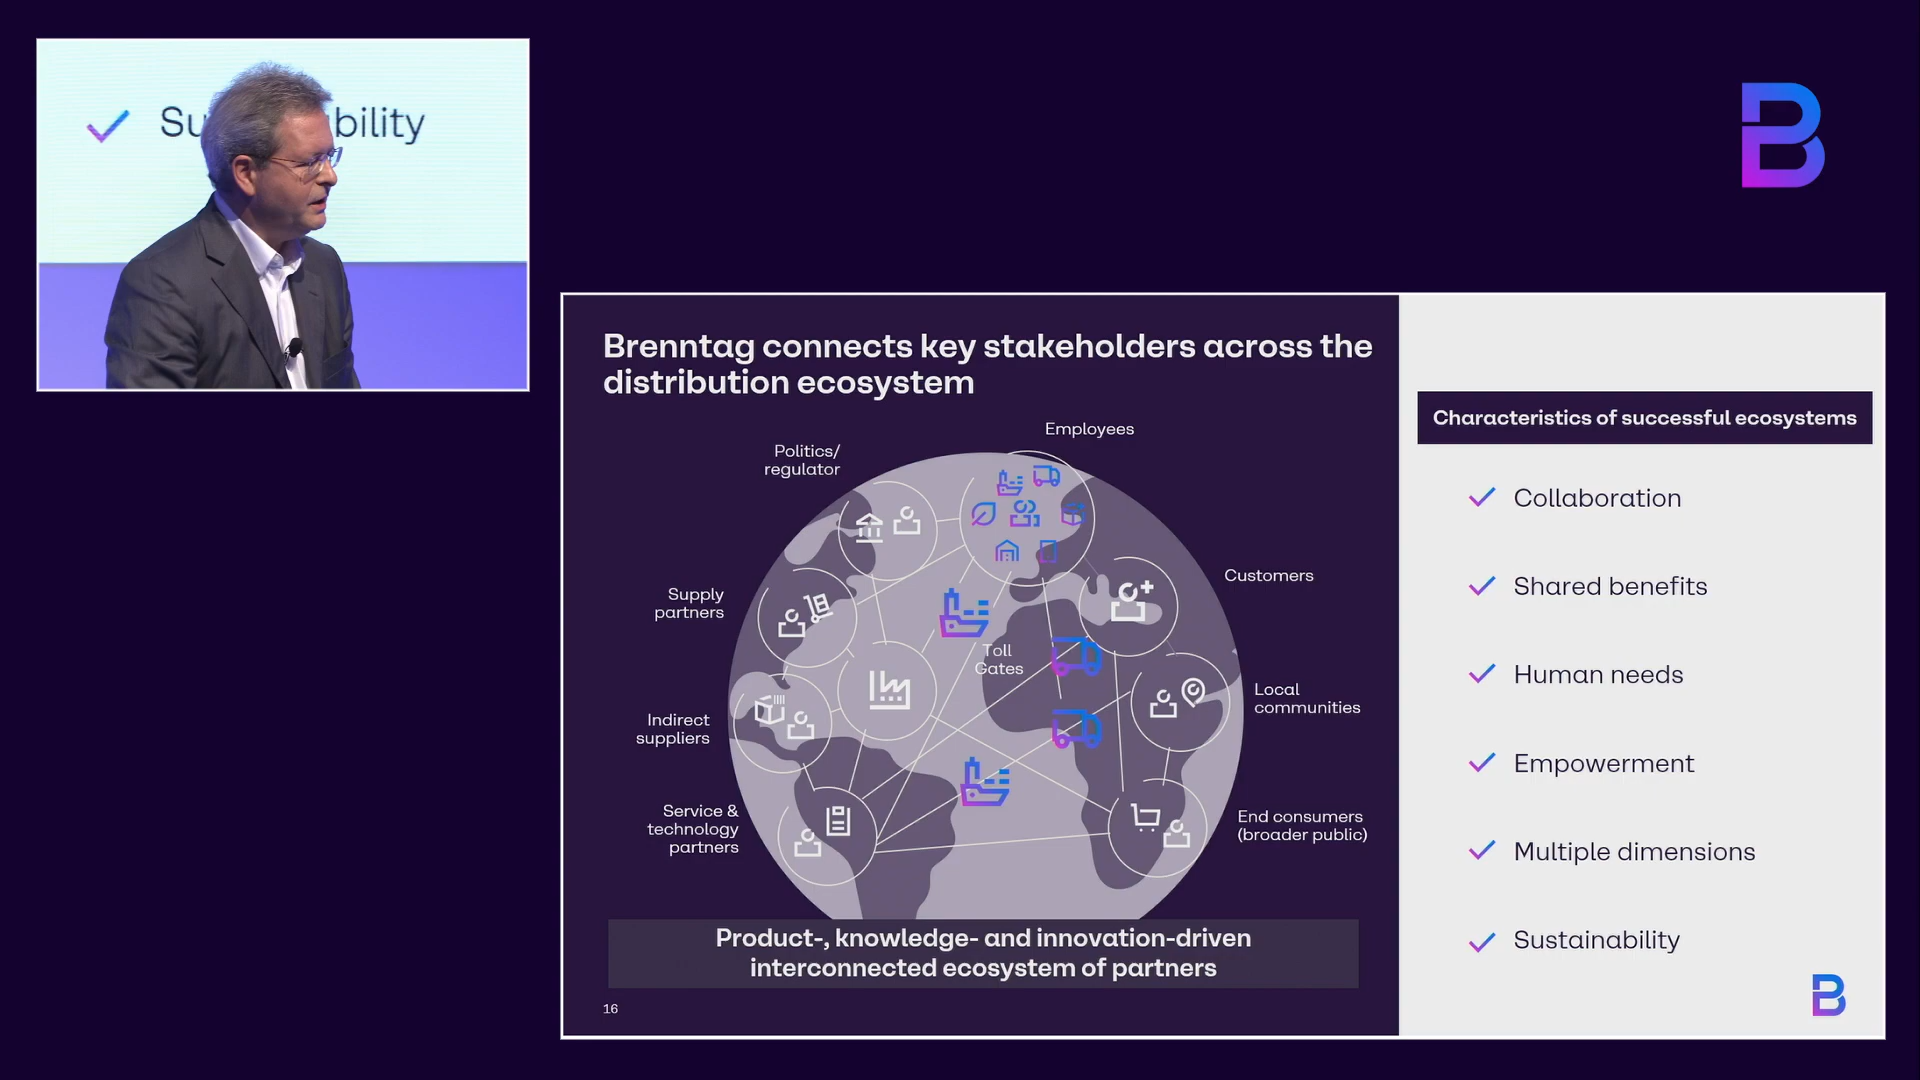 Su bility
B
Brenntag connects key stakeholders across the
distribution ecosystem
Employees
Politics/
regulator
Customers
Supply
partners
Toll
Gates
Local
communities
Indirect
suppliers
Service &
technology
partners
End consumers
(broader public)
Product-, knowledge- and innovation-driven
interconnected ecosystem of partners
16
Characteristics of successful ecosystems
Collaboration
Shared benefits
Human needs
Empowerment
Multiple dimensions
Sustainability
B